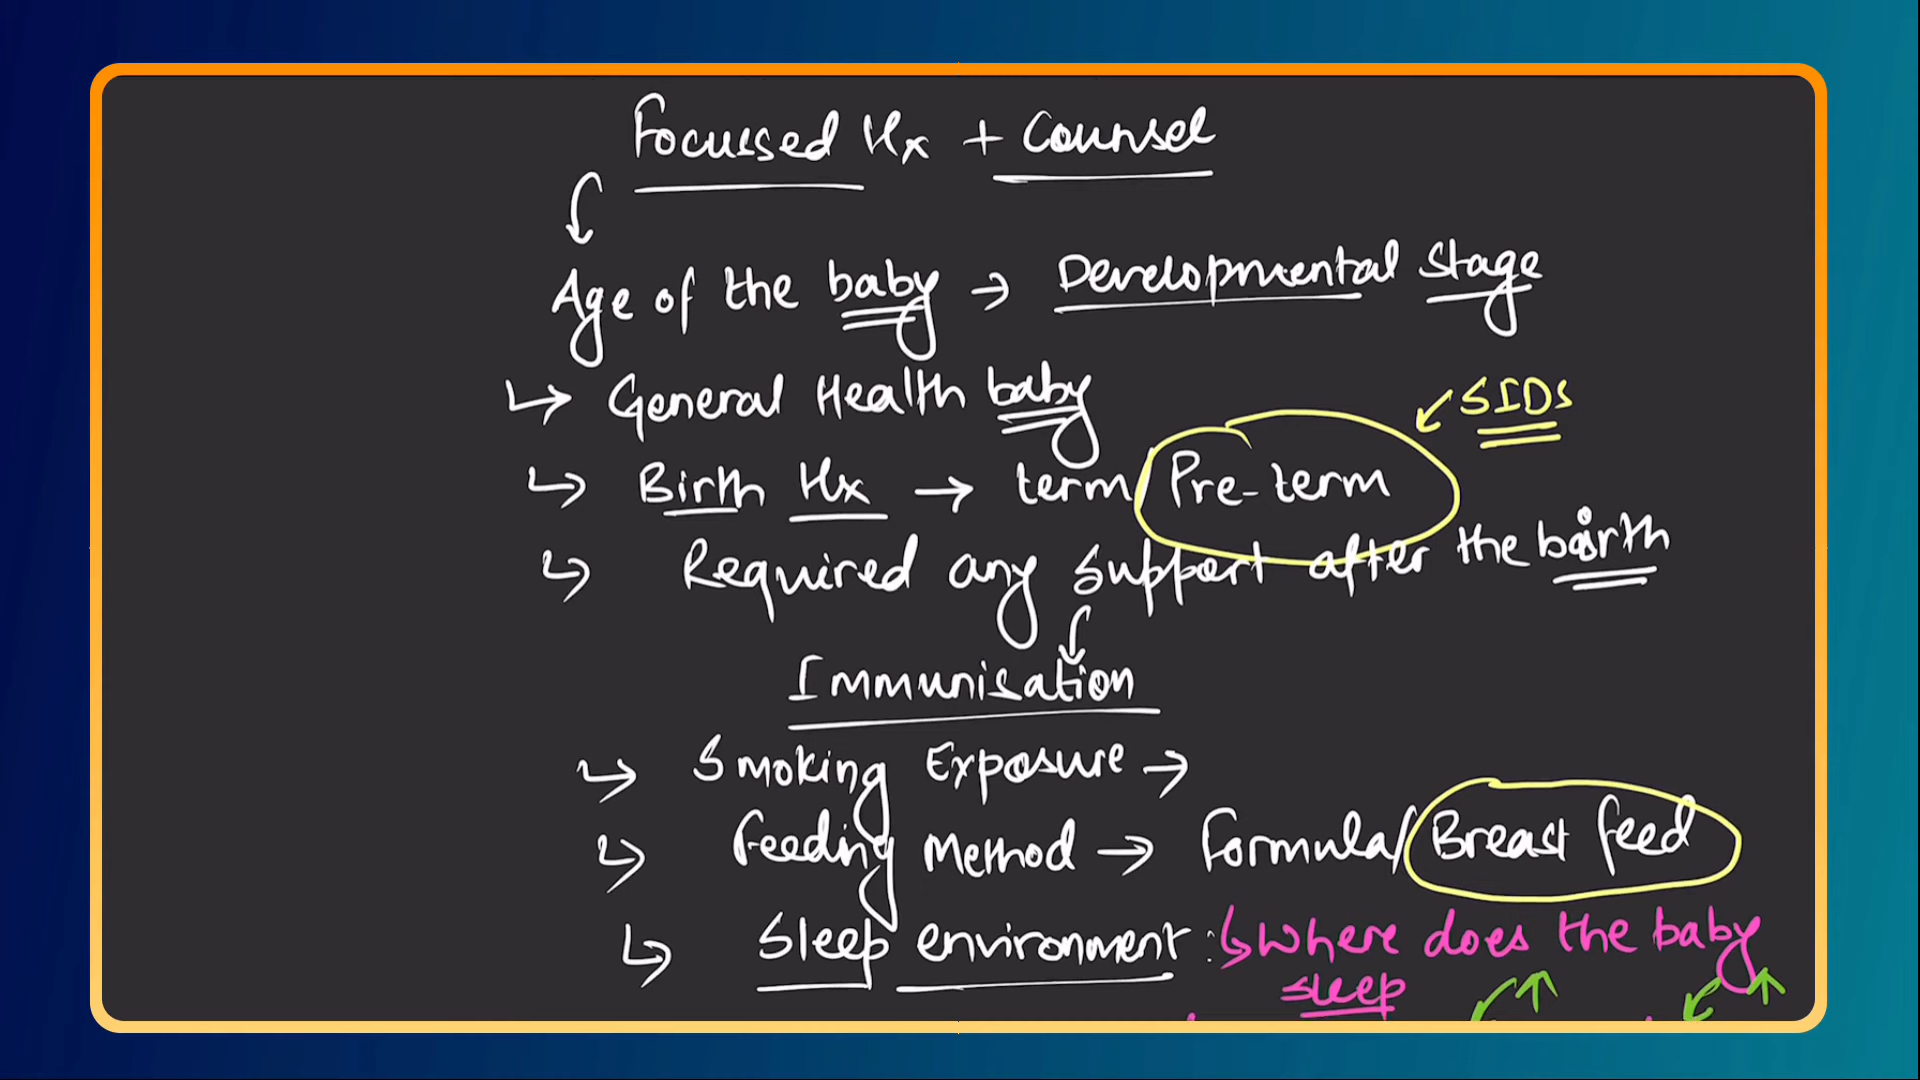 Focussed Hx + Counsel
Age of the baby → Developmental stage
↳ General Health baby
↙ SIDS
↳ Birth Hx → term/Pre-term
↳ Required any support after the birth
Immunisation
↳ Smoking Exposure →
↳ Feeding Method → Formula/Breast feed
↳ Sleep environment : ↳ Where does the baby
sleep